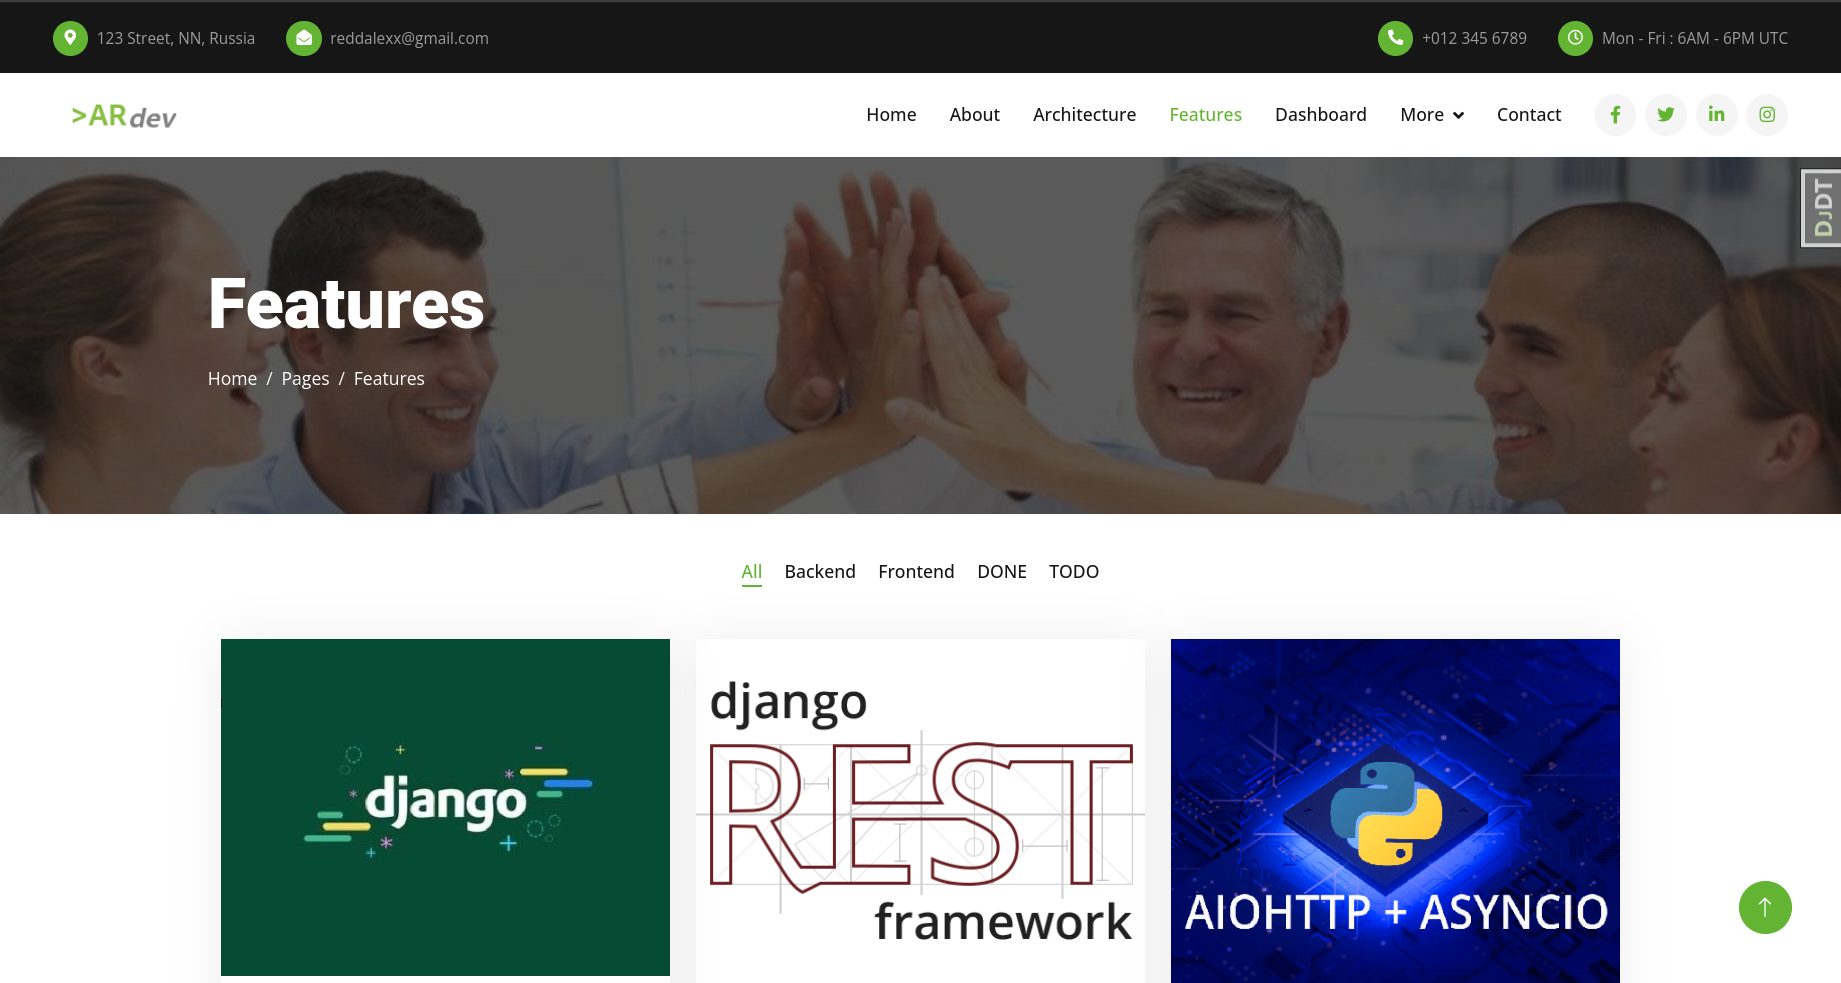 123 Street, NN, Russia
reddalexx@gmail.com
+012 345 6789
Mon - Fri : 6AM - 6PM UTC
>ARdev
Home
About
Architecture
Features
Dashboard
More
Contact
DJDT
Features
Home / Pages / Features
All
Backend
Frontend
DONE
TODO
django
django
REST
framework
AIOHTTP + ASYNCIO